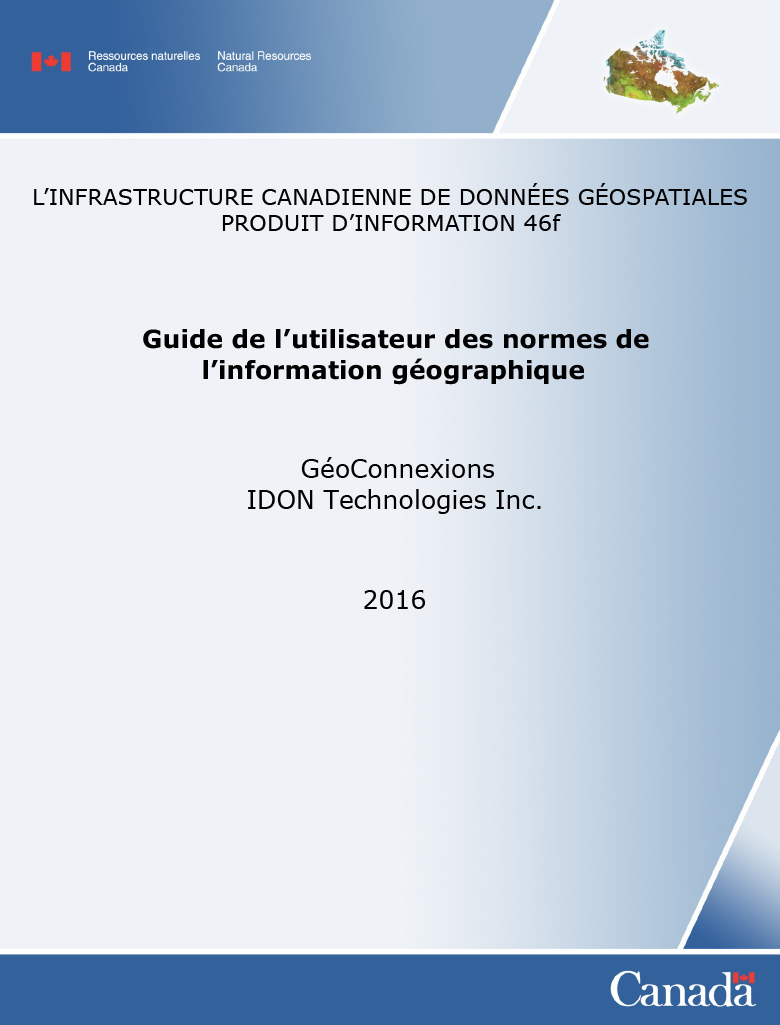 Ressources naturelles Natural Resources
Canada Canada
L’INFRASTRUCTURE CANADIENNE DE DONNÉES GÉOSPATIALES
PRODUIT D’INFORMATION 46f
Guide de l’utilisateur des normes de
l’information géographique
GéoConnexions
IDON Technologies Inc.
2016
Canada